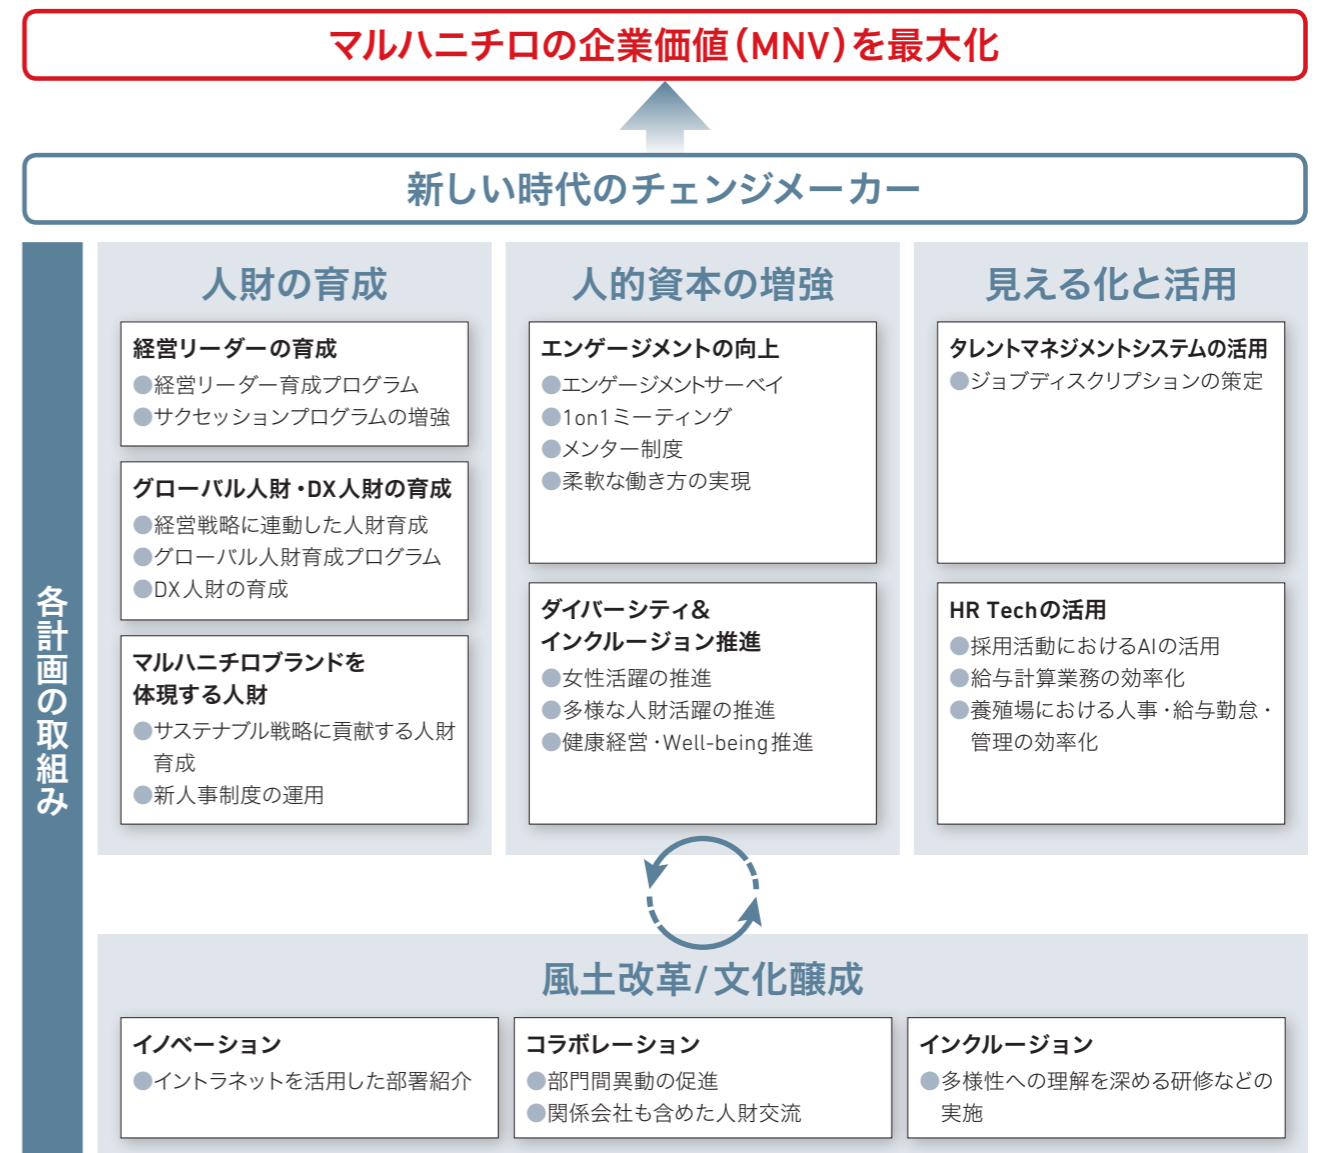 マルハニチロの企業価値(MNV)を最大化
新しい時代のチェンジメーカー
各計画の取組み
人財の育成
経営リーダーの育成
●経営リーダー育成プログラム
●サクセッションプログラムの増強
グローバル人財・DX人財の育成
●経営戦略に連動した人財育成
●グローバル人財育成プログラム
●DX人財の育成
マルハニチロブランドを
体現する人財
●サステナブル戦略に貢献する人財
育成
●新人事制度の運用
人的資本の増強
エンゲージメントの向上
●エンゲージメントサーベイ
●1on1ミーティング
●メンター制度
●柔軟な働き方の実現
ダイバーシティ&
インクルージョン推進
●女性活躍の推進
●多様な人財活躍の推進
●健康経営・Well-being推進
見える化と活用
タレントマネジメントシステムの活用
●ジョブディスクリプションの策定
HR Techの活用
●採用活動におけるAIの活用
●給与計算業務の効率化
●養殖場における人事・給与勤怠・
管理の効率化
風土改革/文化醸成
イノベーション
●イントラネットを活用した部署紹介
コラボレーション
●部門間異動の促進
●関係会社も含めた人財交流
インクルージョン
●多様性への理解を深める研修などの
実施